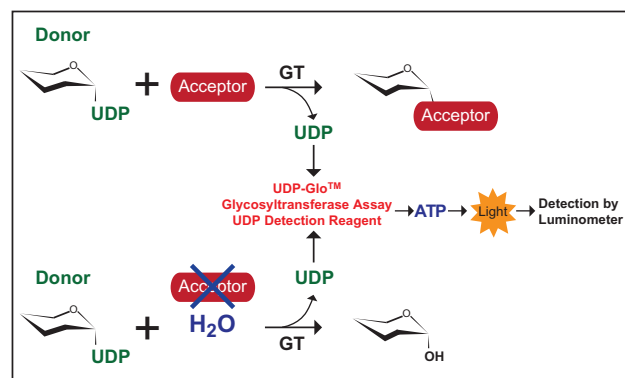 Donor
O
UDP
+
Acceptor
GT
UDP
O
Acceptor
UDP-Glo™
Glycosyltransferase Assay
UDP Detection Reagent
ATP
Light
Detection by
Luminometer
Donor
O
UDP
+
Acceptor
H₂O
UDP
GT
O
OH